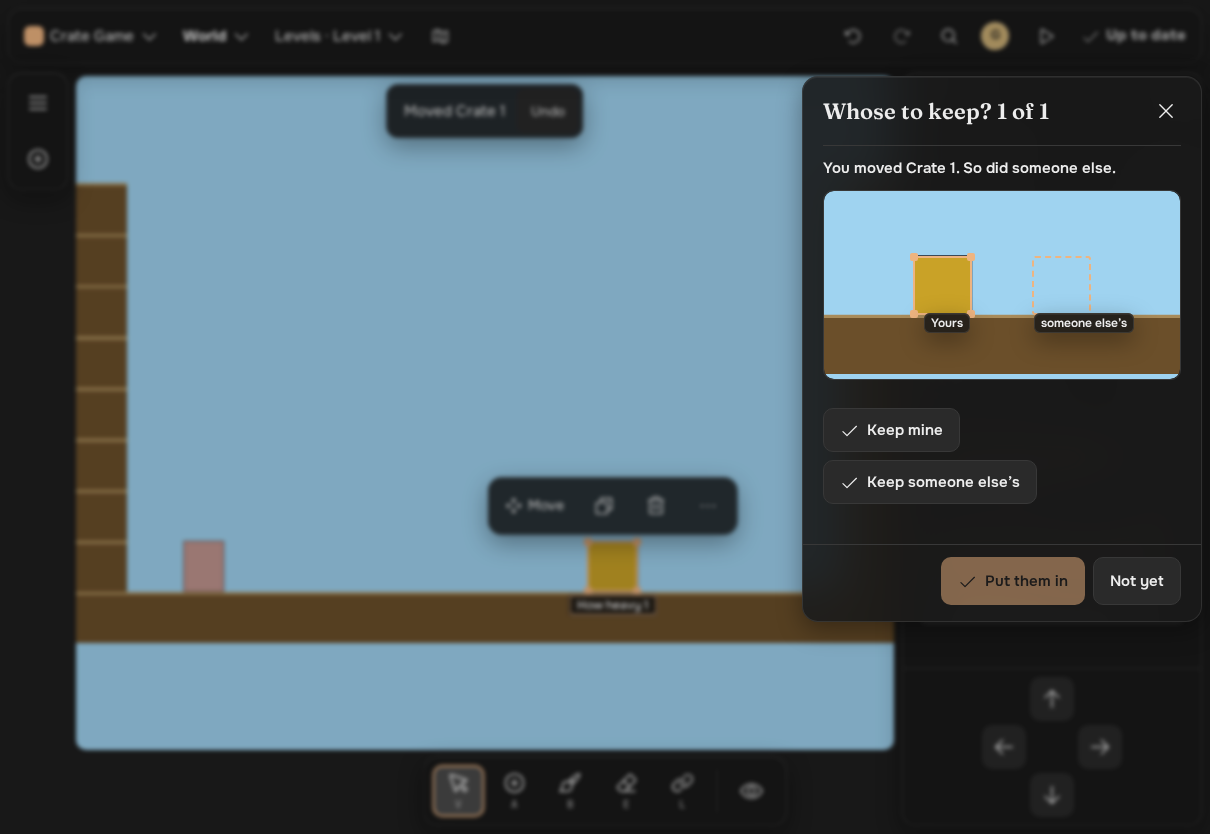 Crate Game
World
Levels · Level 1
Up to date
Moved Crate 1
Undo
Whose to keep? 1 of 1
You moved Crate 1. So did someone else.
Yours
someone else's
Keep mine
Keep someone else's
Put them in
Not yet
Move
How heavy 1
A
B
E
L